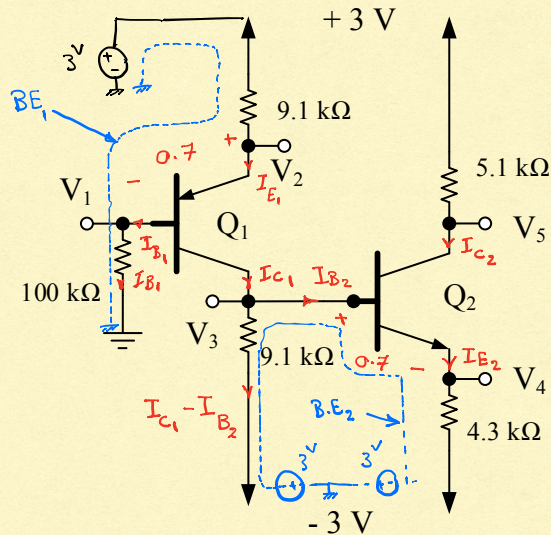 + 3 V
3V
+
-
9.1 kΩ
BE1
+
0.7
-
V2
5.1 kΩ
IE1
V1
V5
Q1
IB1
IC2
IB1
IC1
IB2
Q2
100 kΩ
V3
+
9.1 kΩ
0.7
-
IE2
V4
IC1 - IB2
B.E2
4.3 kΩ
3V
3V
+
+
-
- 3 V